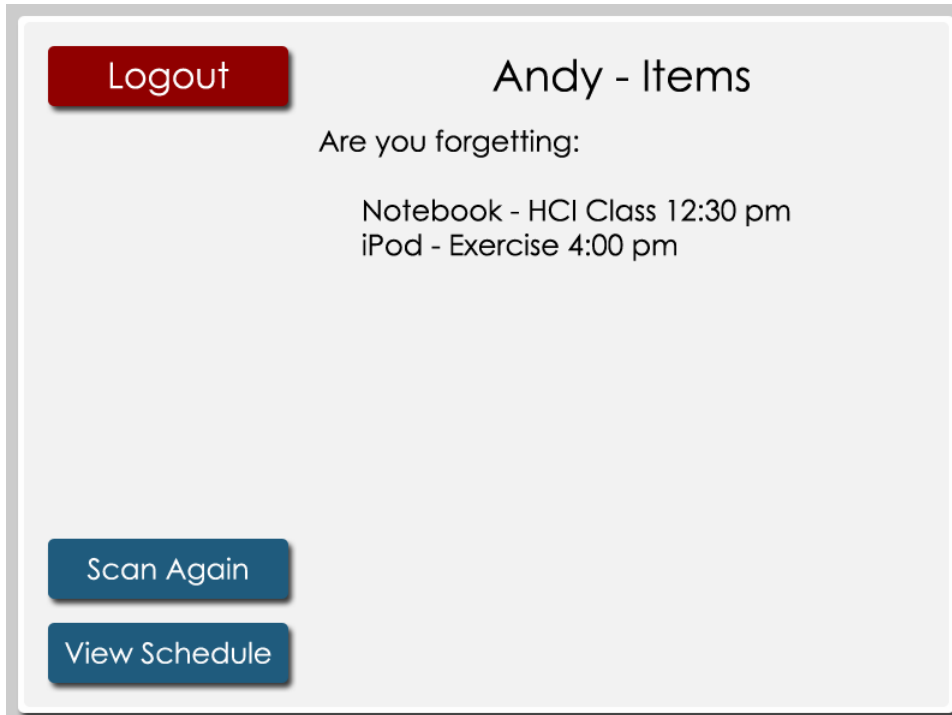 Logout
Andy - Items
Are you forgetting:
Notebook - HCI Class 12:30 pm
iPod - Exercise 4:00 pm
Scan Again
View Schedule